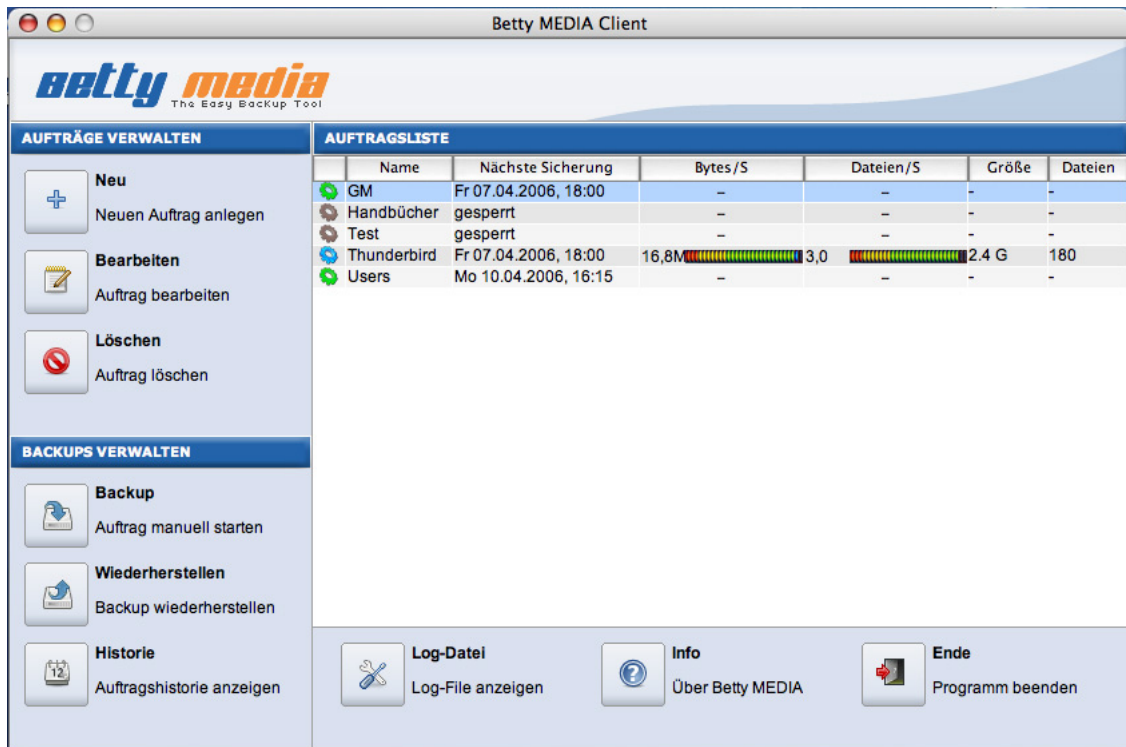 Betty MEDIA Client
Betty media
The Easy Backup Tool
AUFTRÄGE VERWALTEN
Neu
Neuen Auftrag anlegen
Bearbeiten
Auftrag bearbeiten
Löschen
Auftrag löschen
BACKUPS VERWALTEN
Backup
Auftrag manuell starten
Wiederherstellen
Backup wiederherstellen
12
Historie
Auftragshistorie anzeigen
AUFTRAGSLISTE
Name Nächste Sicherung Bytes/S Dateien/S Größe Dateien
GM Fr 07.04.2006, 18:00 – – - -
Handbücher gesperrt – – - -
Test gesperrt – – - -
Thunderbird Fr 07.04.2006, 18:00 16,8M 3,0 2.4 G 180
Users Mo 10.04.2006, 16:15 – – - -
Log-Datei
Log-File anzeigen
?
Info
Über Betty MEDIA
Ende
Programm beenden